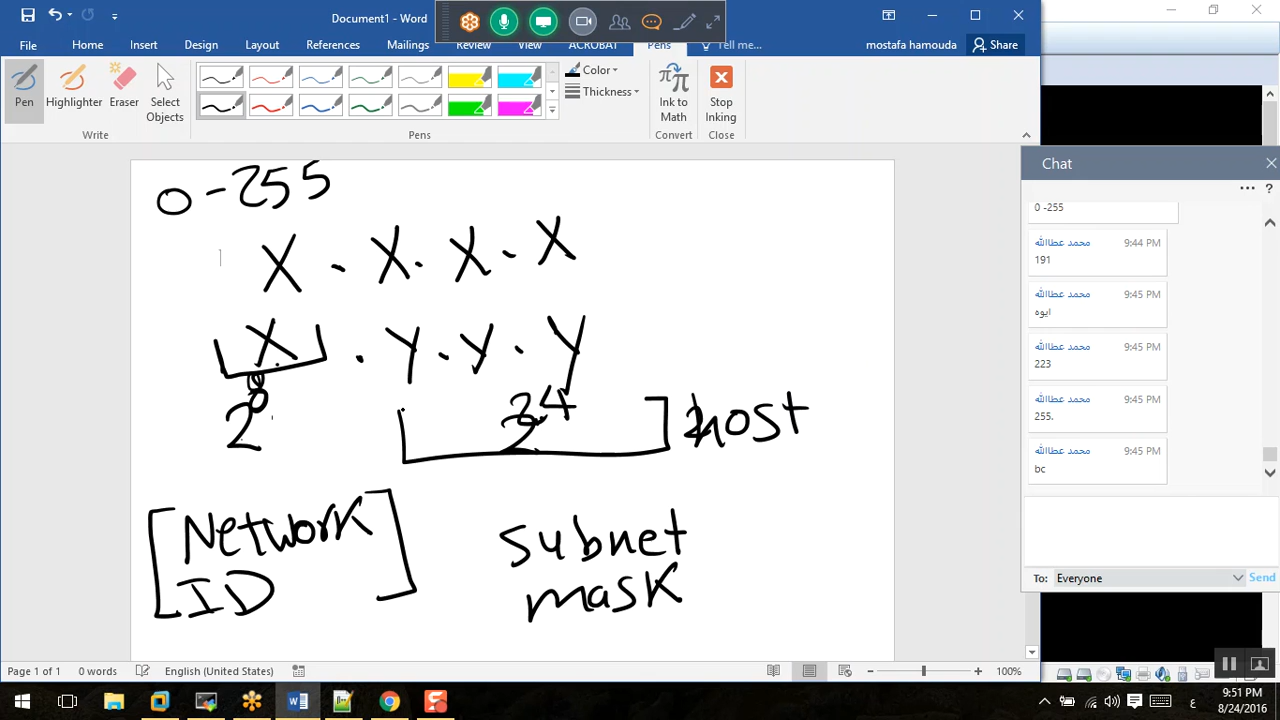 Document1 - Word
File Home Insert Design Layout References Mailings Review View ACROBAT Pens Tell me... mostafa hamouda Share
Pen Highlighter Eraser Select Objects
Color
Thickness
Ink to Math
Stop Inking
Write Pens Convert Close
0-255
X . X . X . X
X . Y . Y . Y
2^8 2^24 host
[Network ID]
subnet
mask
Chat
0 -255
محمد عطاالله 9:44 PM
191
محمد عطاالله 9:45 PM
ايوه
محمد عطاالله 9:45 PM
223
محمد عطاالله 9:45 PM
255.
محمد عطاالله 9:45 PM
bc
To: Everyone Send
Page 1 of 1 0 words English (United States) 100%
ع 9:51 PM
8/24/2016